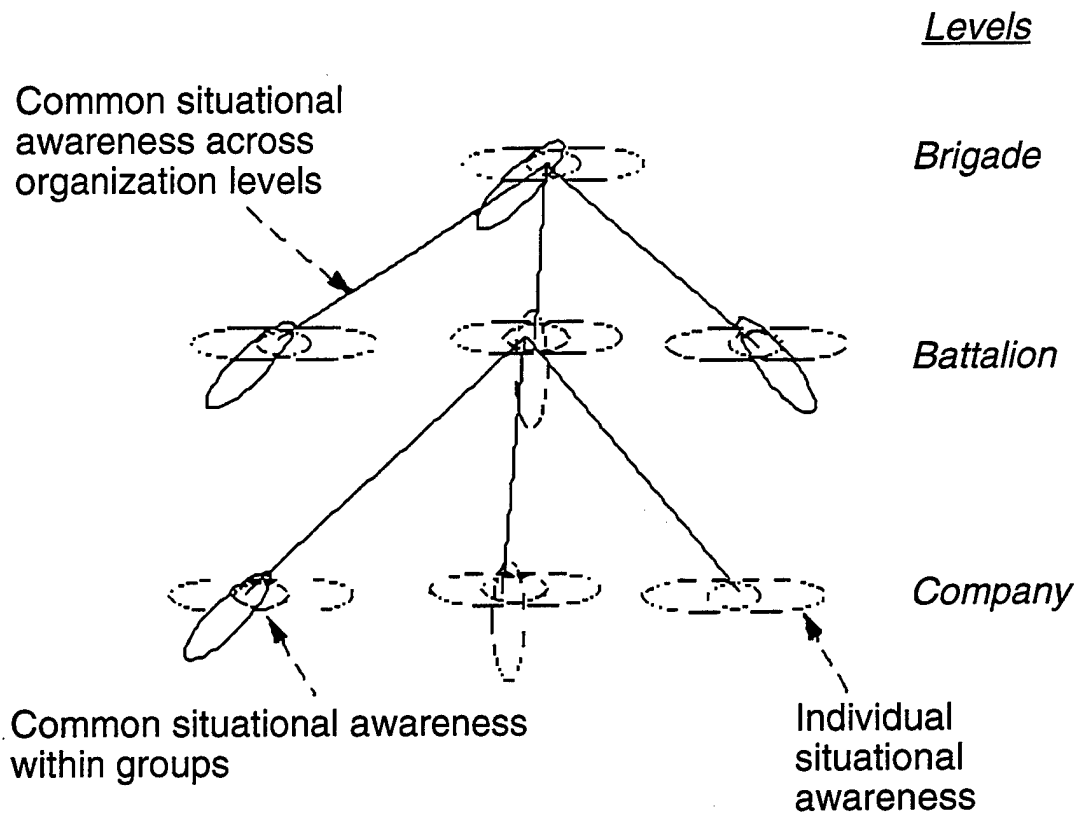 Levels
Common situational
awareness across
organization levels
Brigade
Battalion
Company
Common situational awareness
within groups
Individual
situational
awareness